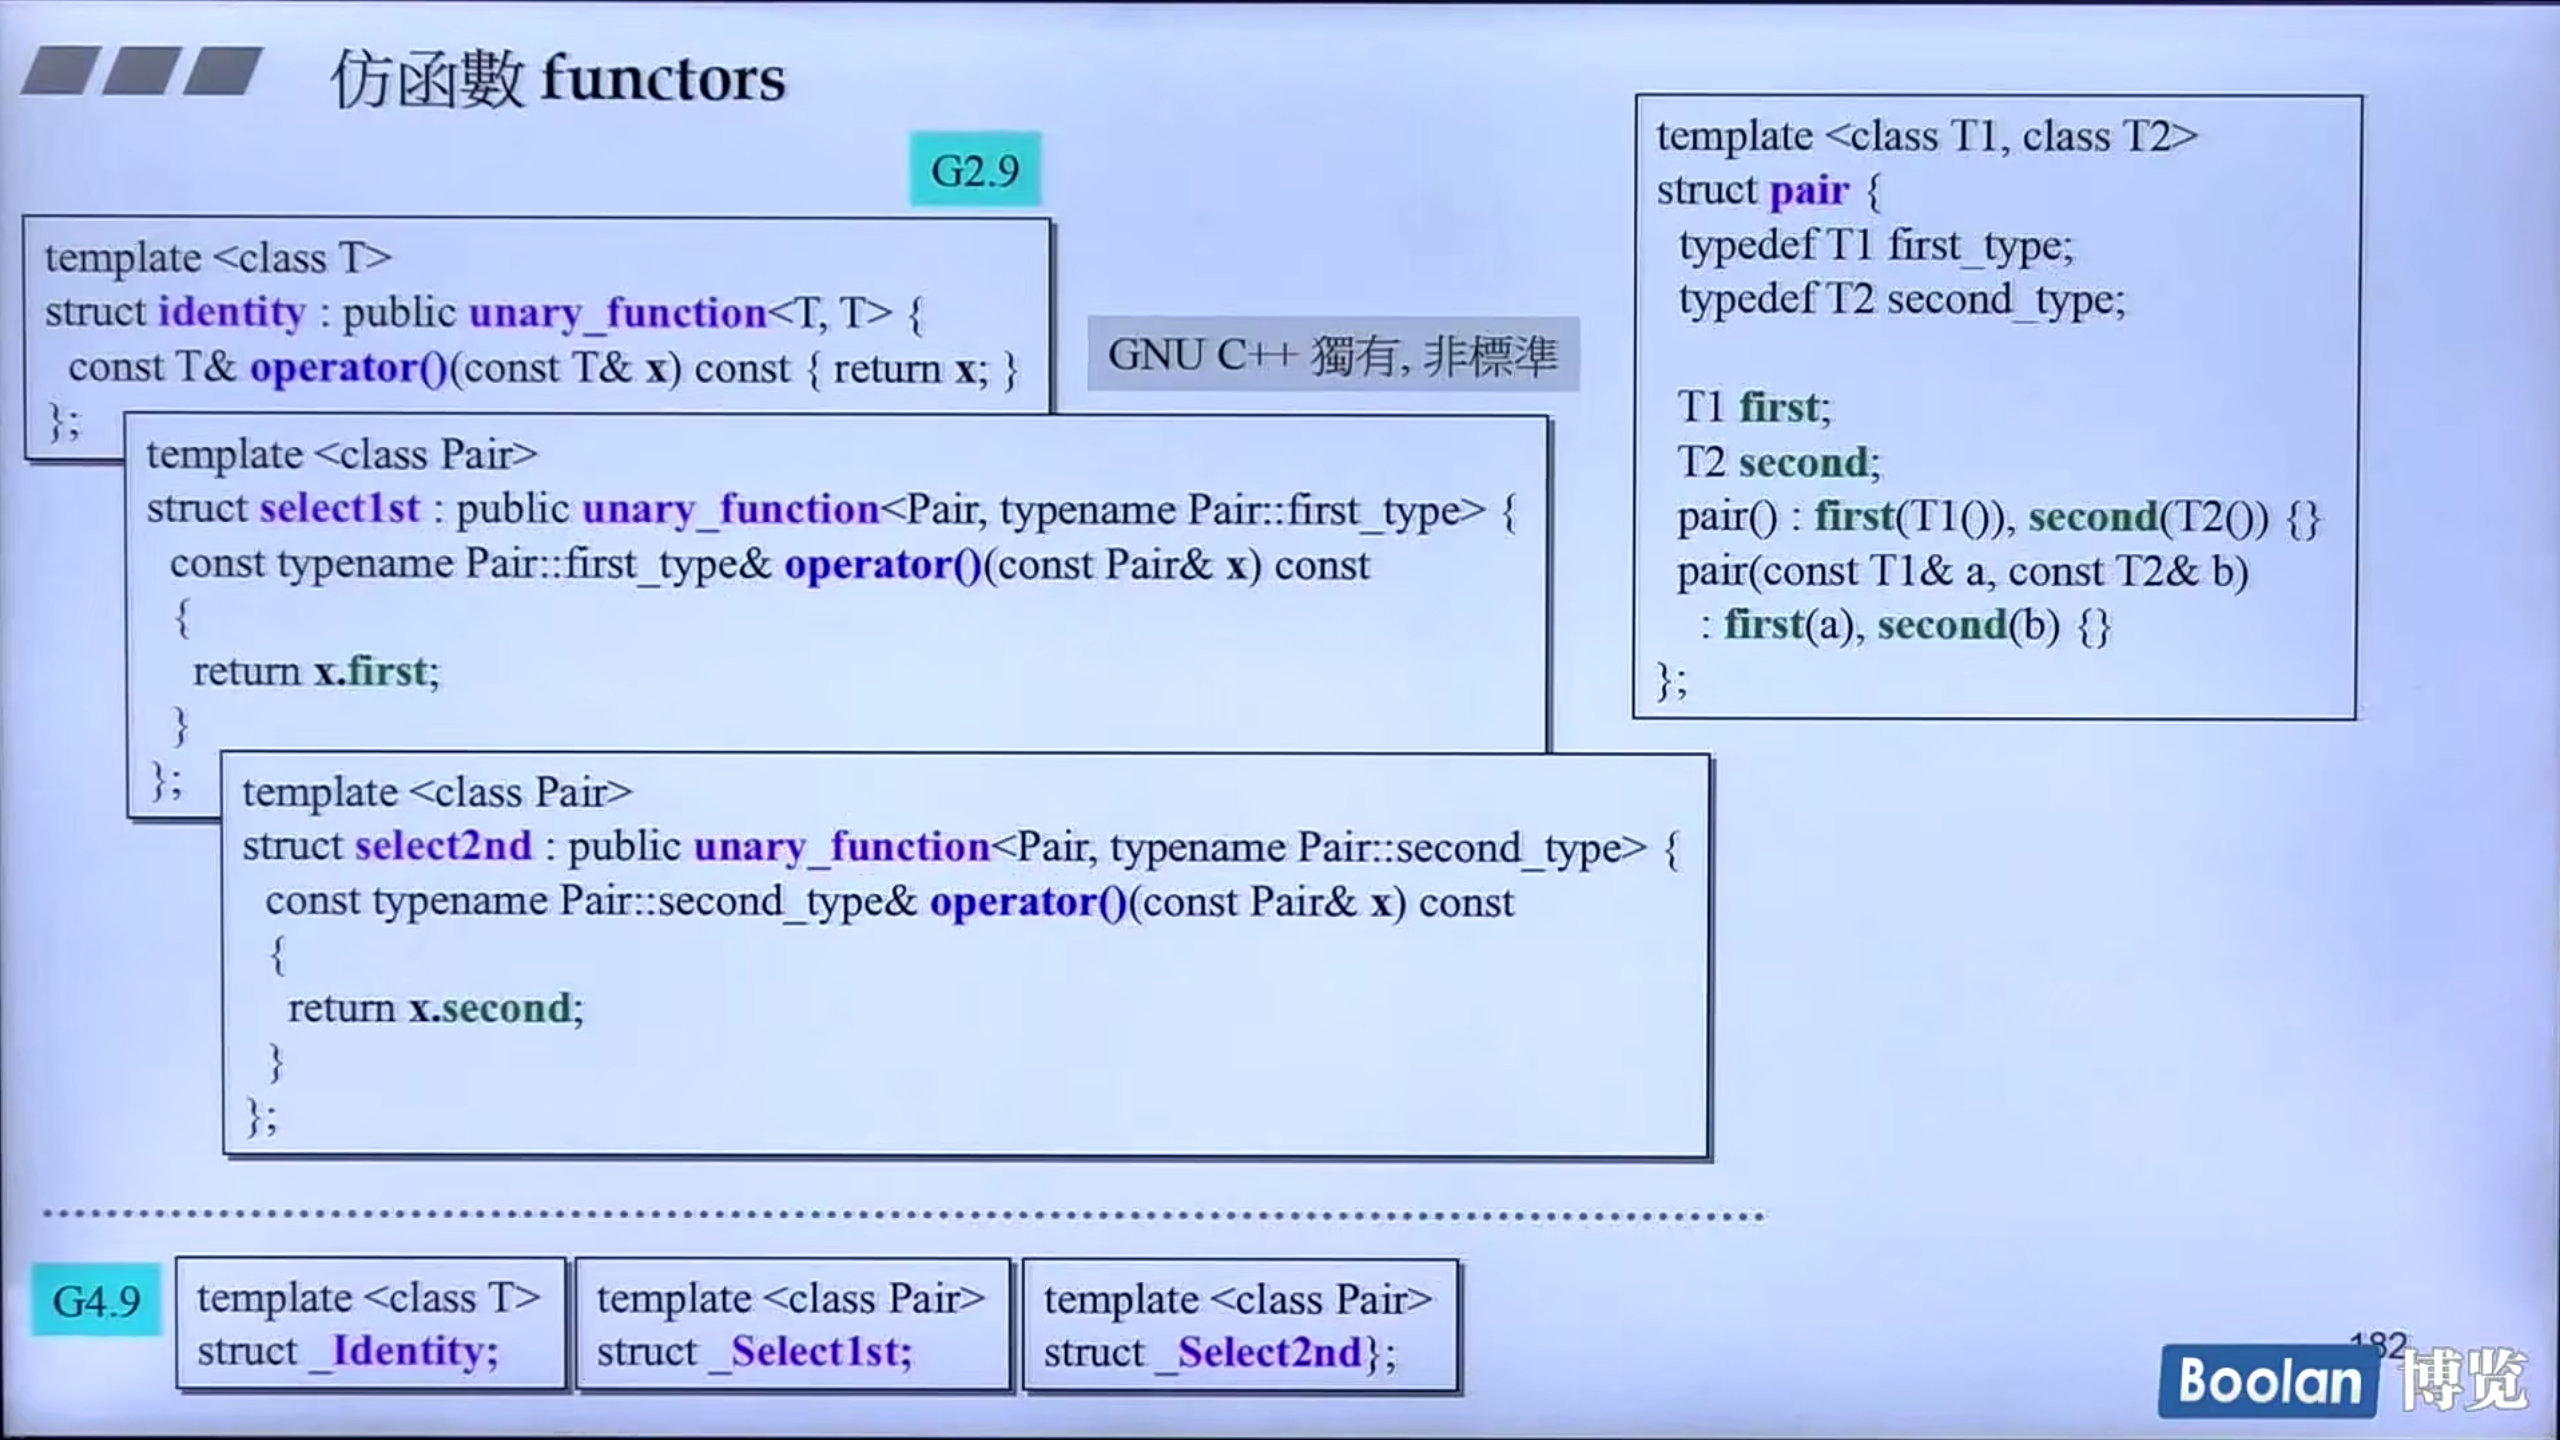 仿函數 functors
G2.9
template <class T>
struct identity : public unary_function<T, T> {
const T& operator()(const T& x) const { return x; }
};
GNU C++ 獨有, 非標準
template <class Pair>
struct select1st : public unary_function<Pair, typename Pair::first_type> {
const typename Pair::first_type& operator()(const Pair& x) const
{
return x.first;
}
};
template <class Pair>
struct select2nd : public unary_function<Pair, typename Pair::second_type> {
const typename Pair::second_type& operator()(const Pair& x) const
{
return x.second;
}
};
template <class T1, class T2>
struct pair {
typedef T1 first_type;
typedef T2 second_type;
T1 first;
T2 second;
pair() : first(T1()), second(T2()) {}
pair(const T1& a, const T2& b)
: first(a), second(b) {}
};
G4.9
template <class T>
struct _Identity;
template <class Pair>
struct _Select1st;
template <class Pair>
struct _Select2nd};
182
Boolan 博览